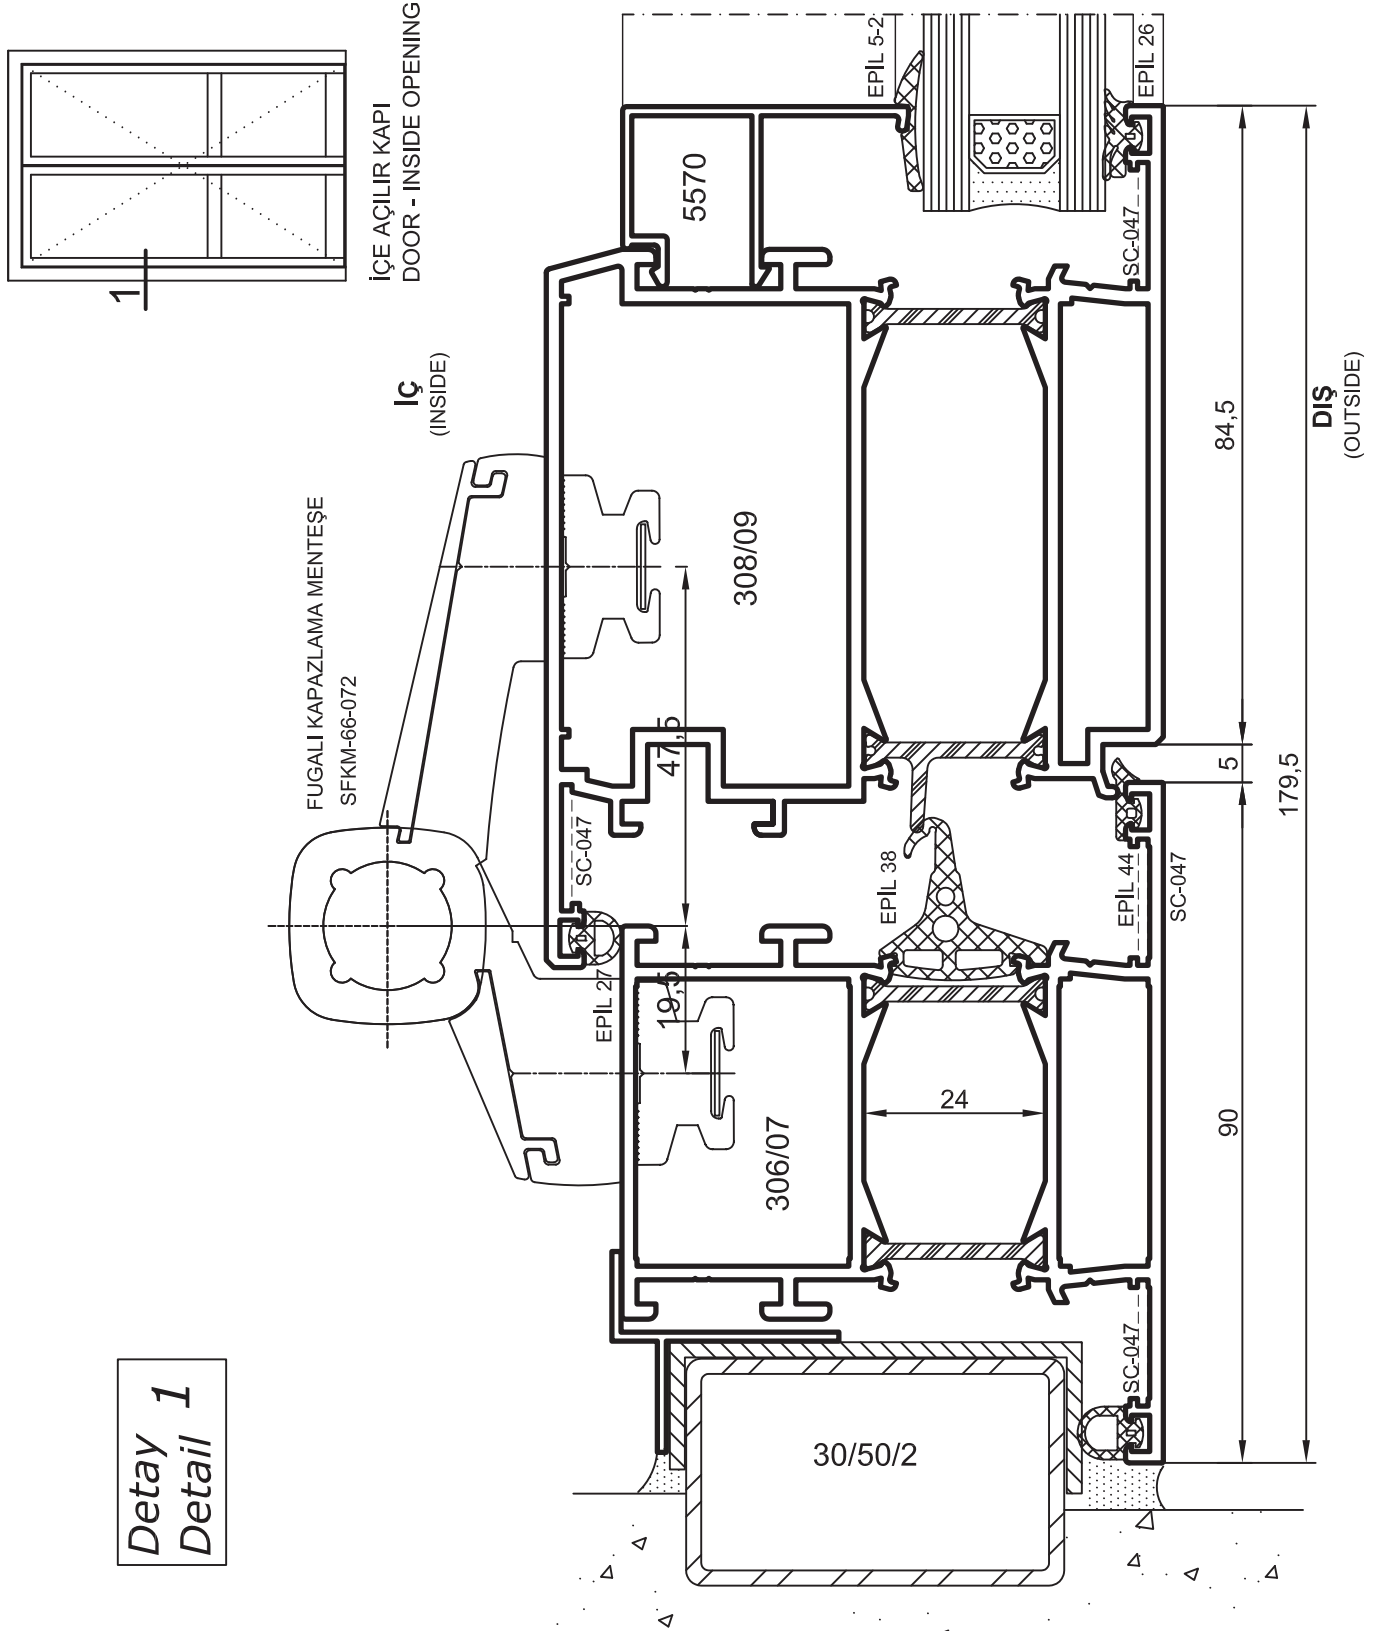 Detay 1
Detail
1
İÇE AÇILIR KAPI
DOOR - INSIDE OPENING
FUGALI KAPAZLAMA MENTEŞE
SFKM-66-072
İÇ
(INSIDE)
EPİL 5-2
EPİL 26
5570
SC-047
308/09
47,5
SC-047
EPİL 38
EPİL 44
SC-047
EPİL 27
19,5
306/07
24
SC-047
30/50/2
84,5
5
90
179,5
DIŞ
(OUTSIDE)